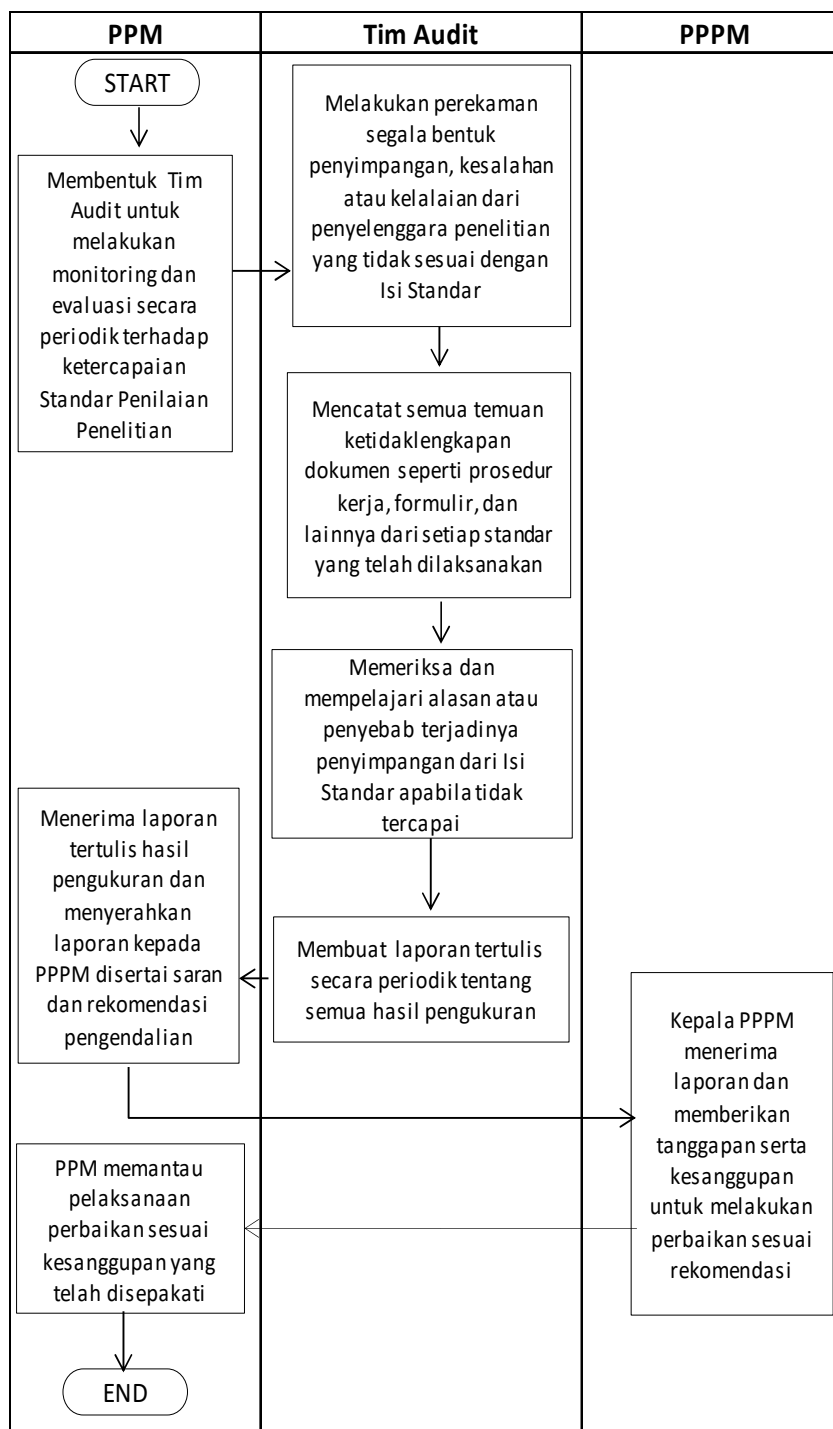 PPM
Tim Audit
PPPM
START
Membentuk Tim
Audit untuk
melakukan
monitoring dan
evaluasi secara
periodik terhadap
ketercapaian
Standar Penilaian
Penelitian
Melakukan perekaman
segala bentuk
penyimpangan, kesalahan
atau kelalaian dari
penyelenggara penelitian
yang tidak sesuai dengan
Isi Standar
Mencatat semua temuan
ketidaklengkapan
dokumen seperti prosedur
kerja, formulir, dan
lainnya dari setiap standar
yang telah dilaksanakan
Memeriksa dan
mempelajari alasan atau
penyebab terjadinya
penyimpangan dari Isi
Standar apabila tidak
tercapai
Membuat laporan tertulis
secara periodik tentang
semua hasil pengukuran
Menerima laporan
tertulis hasil
pengukuran dan
menyerahkan
laporan kepada
PPPM disertai saran
dan rekomendasi
pengendalian
Kepala PPPM
menerima
laporan dan
memberikan
tanggapan serta
kesanggupan
untuk melakukan
perbaikan sesuai
rekomendasi
PPM memantau
pelaksanaan
perbaikan sesuai
kesanggupan yang
telah disepakati
END